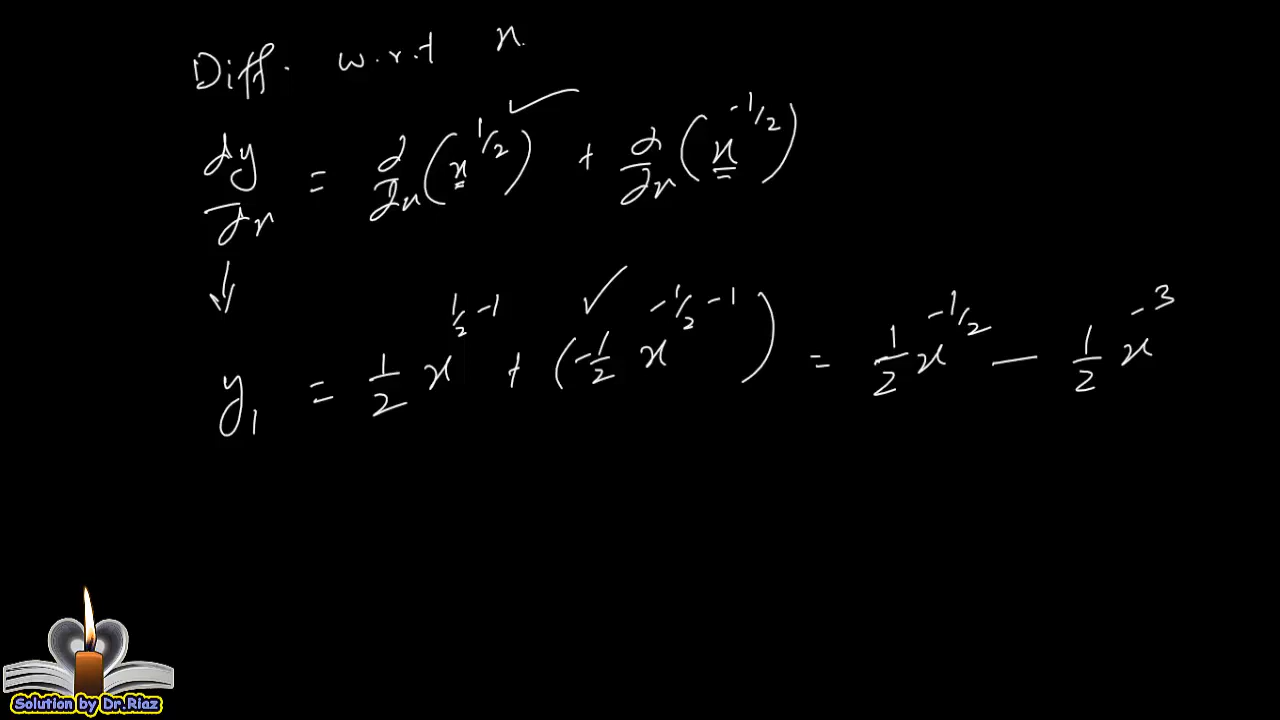 Diff. w.r.t x.
dy/dx = d/dx (x^1/2) + d/dx (x^-1/2)
y₁ = 1/2 x^1/2-1 + (-1/2 x^-1/2-1) = 1/2 x^-1/2 - 1/2 x^-3
Solution by Dr.Riaz